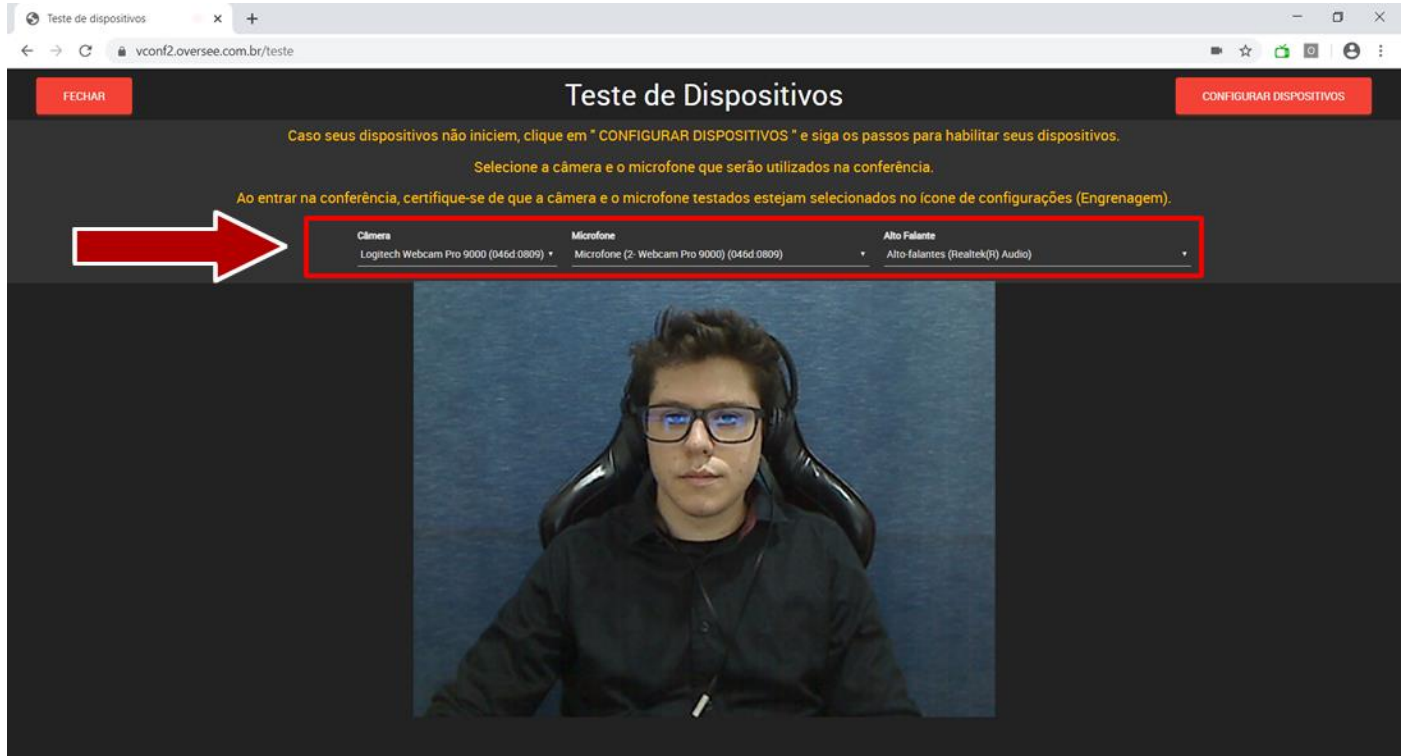 Teste de dispositivos
vconf2.oversee.com.br/teste
FECHAR
Teste de Dispositivos
CONFIGURAR DISPOSITIVOS
Caso seus dispositivos não iniciem, clique em " CONFIGURAR DISPOSITIVOS " e siga os passos para habilitar seus dispositivos.
Selecione a câmera e o microfone que serão utilizados na conferência.
Ao entrar na conferência, certifique-se de que a câmera e o microfone testados estejam selecionados no ícone de configurações (Engrenagem).
Câmera Microfone Alto Falante
Logitech Webcam Pro 9000 (046d:0809) Microfone (2- Webcam Pro 9000) (046d:0809) Alto-falantes (Realtek(R) Audio)